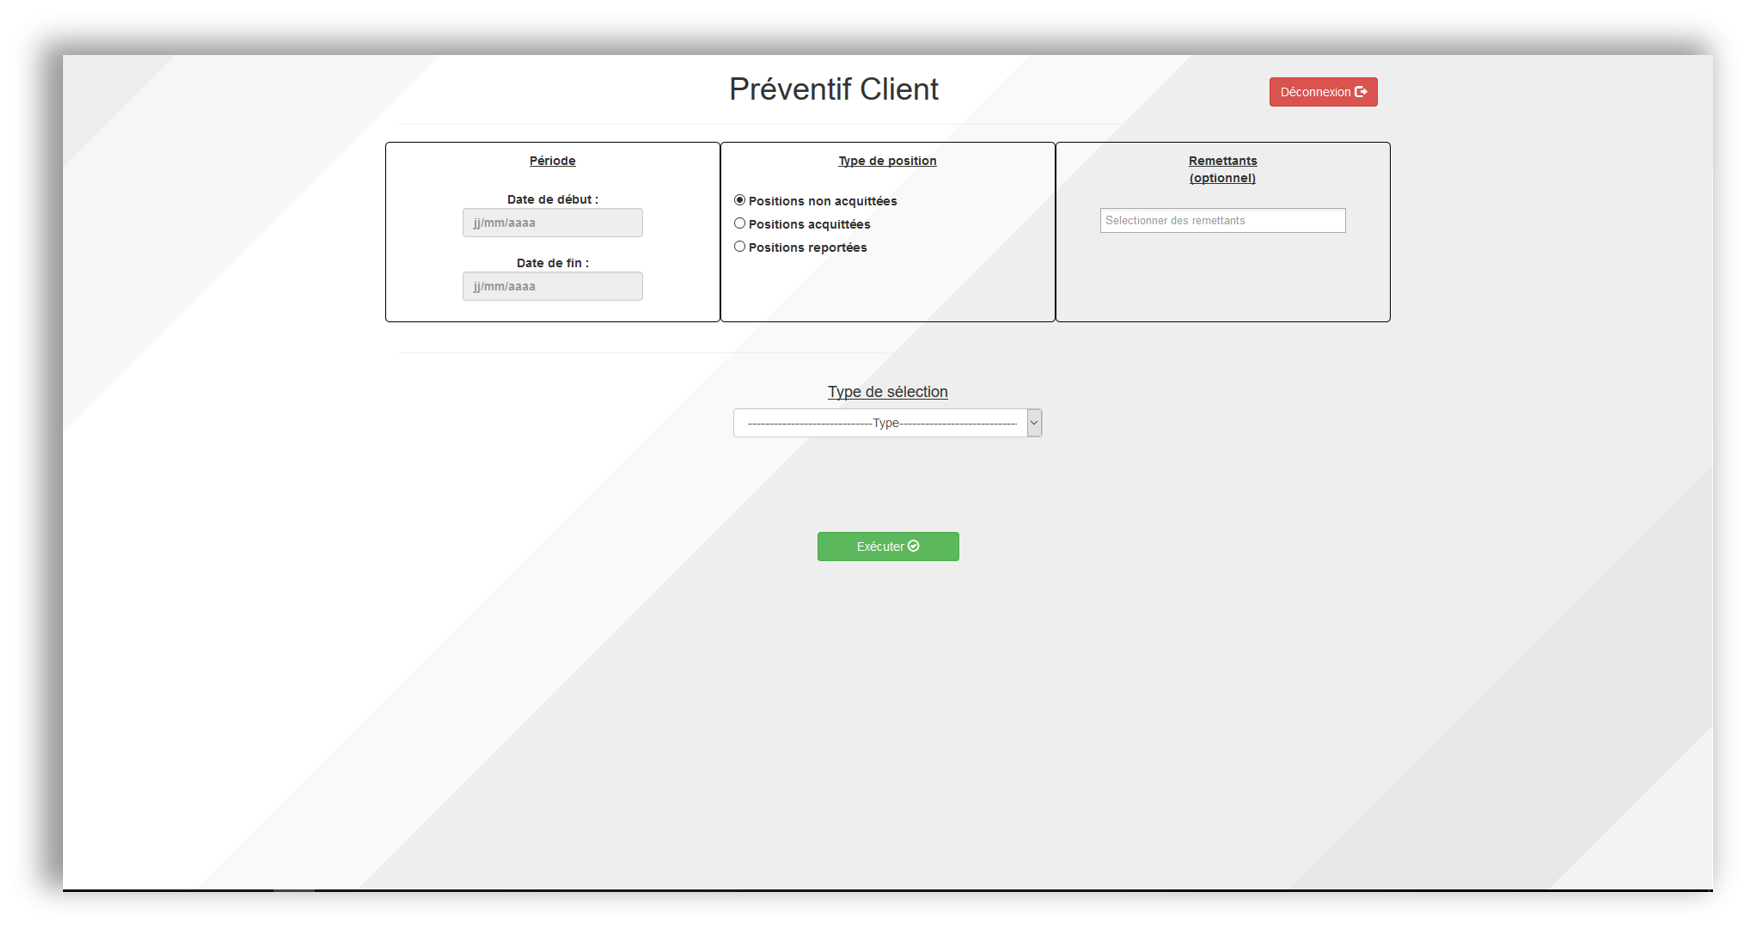 Préventif Client
Déconnexion
Période
Date de début :
jj/mm/aaaa
Date de fin :
jj/mm/aaaa
Type de position
Positions non acquittées
Positions acquittées
Positions reportées
Remettants
(optionnel)
Selectionner des remettants
Type de sélection
-----------------------------Type----------------------------
Exécuter